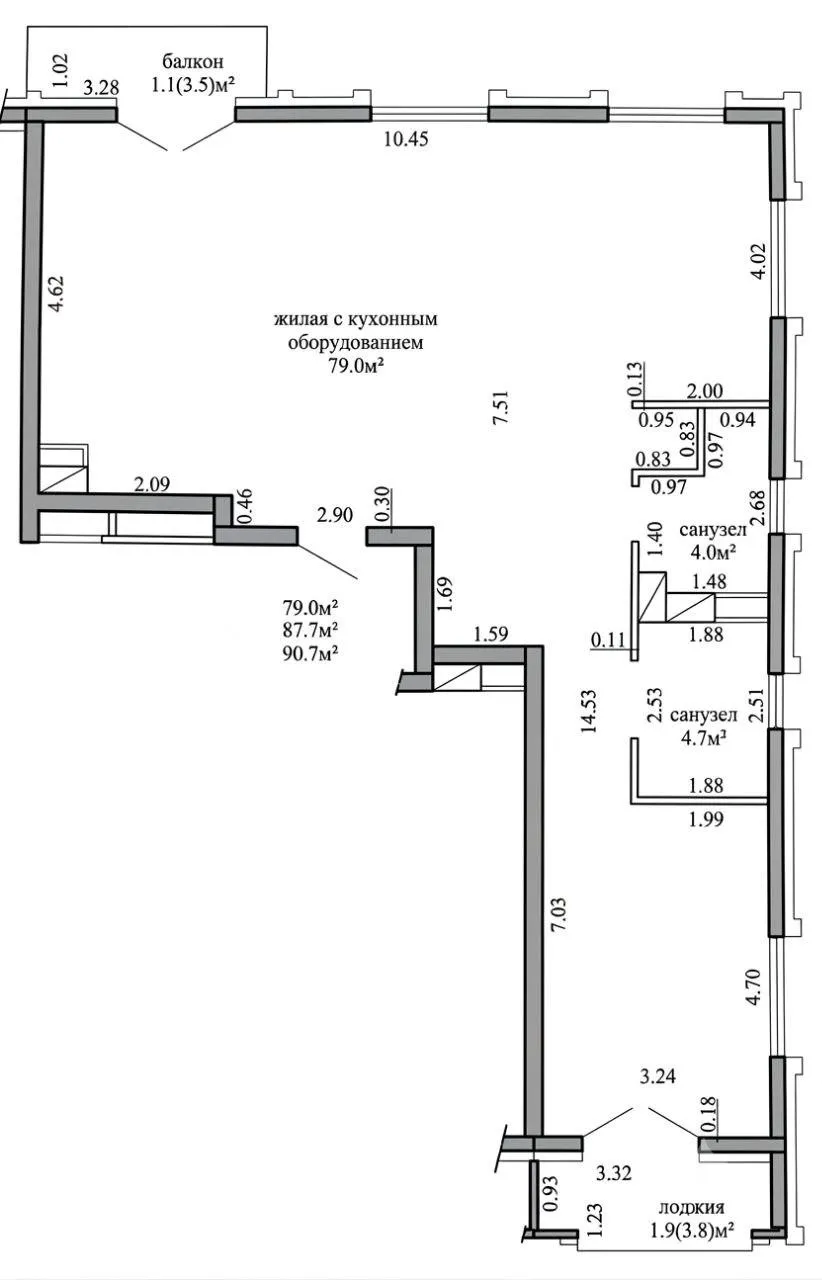 балкон
1.02
3.28
1.1(3.5)м²
10.45
4.62
4.02
жилая с кухонным
оборудованием
79.0м²
7.51
0.13
2.00
0.95
0.94
0.83
0.97
0.83
0.97
2.09
0.46
2.90
0.30
2.68
1.40
санузел
4.0м²
1.48
1.88
79.0м²
87.7м²
90.7м²
1.69
1.59
0.11
14.53
2.53
санузел
4.7м²
2.51
1.88
1.99
7.03
4.70
3.24
0.18
3.32
0.93
1.23
лоджия
1.9(3.8)м²